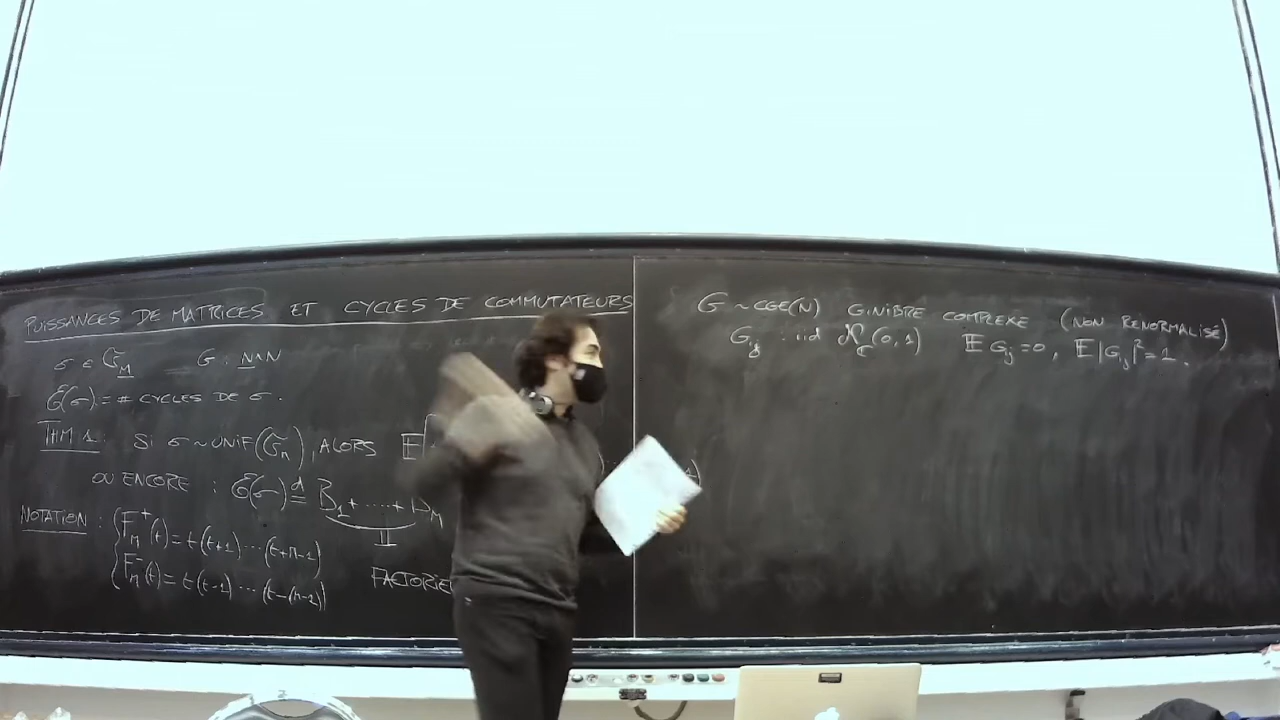 PUISSANCES DE MATRICES ET CYCLES DE COMMUTATEURS
σ ∈ 𝔖_M G : N×N
𝒞(σ) = # CYCLES DE σ.
THM 1: SI σ ~ UNIF(𝔖_n), ALORS E[
OU ENCORE : 𝒞(σ) =^d B_1 + ..... +
⫫
NOTATION : { F_n^+(t) = t(t+1)...(t+n-1)
F_n^-(t) = t(t-1)...(t-(n-1))
G ~ CGE(N) GINIBRE COMPLEXE (NON RENORMALISÉ)
G_ij : iid N_C(0,1) E G_ij = 0, E|G_ij|^2 = 1.